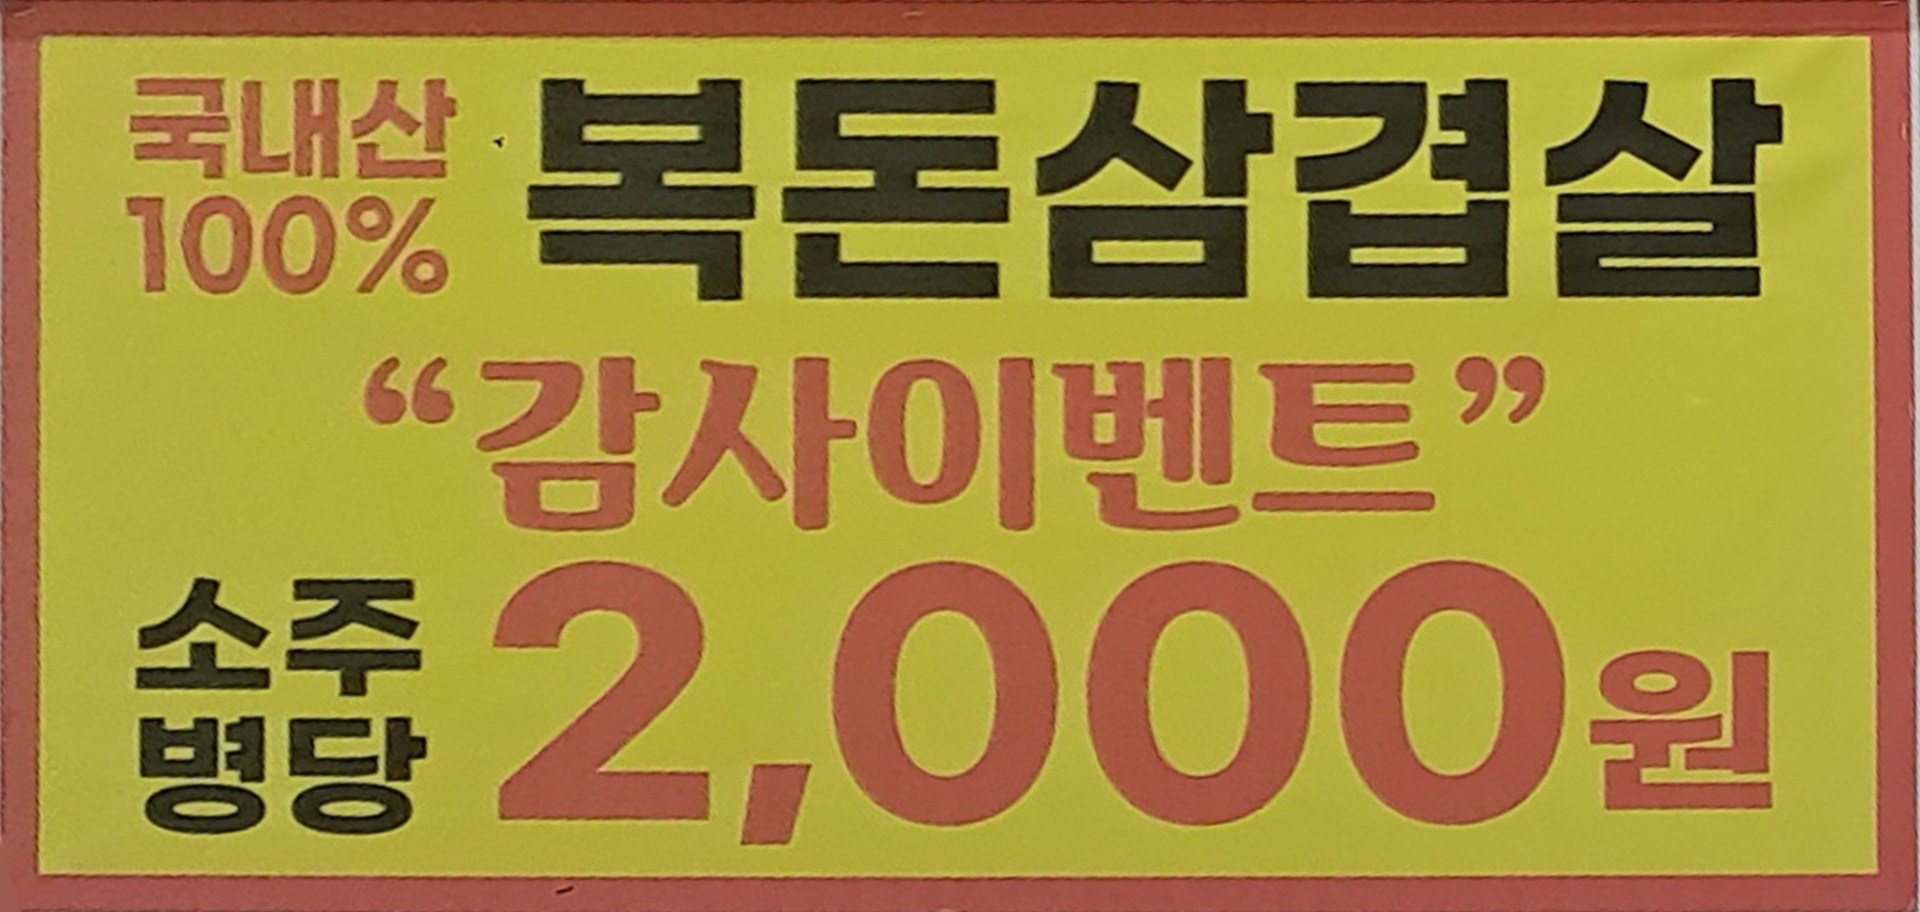 국내산
100%
복돈삼겹살
“감사이벤트”
소주
병당
2,000원